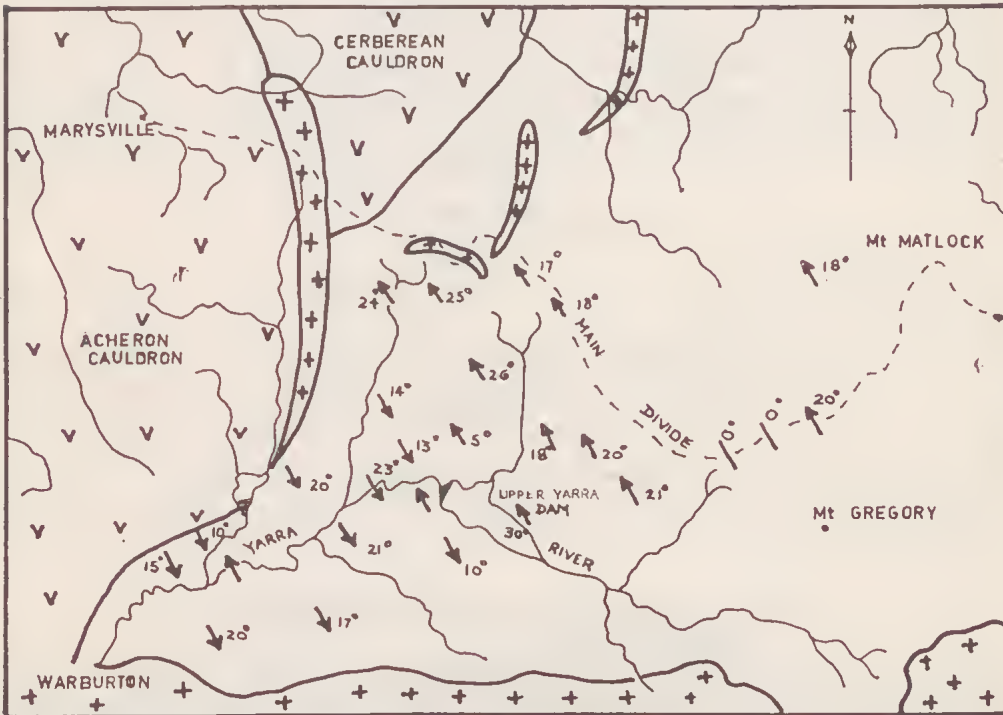 N
CERBEREAN
CAULDRON
MARYSVILLE
Mt MATLOCK
17°
18°
24°
25°
18°
ACHERON
CAULDRON
MAIN
26°
14°
DIVIDE
20°
0°
0°
13°
5°
18°
20°
23°
20°
21°
UPPER YARRA
DAM
Mt GREGORY
10°
30°
YARRA
21°
RIVER
15°
10°
17°
20°
WARBURTON